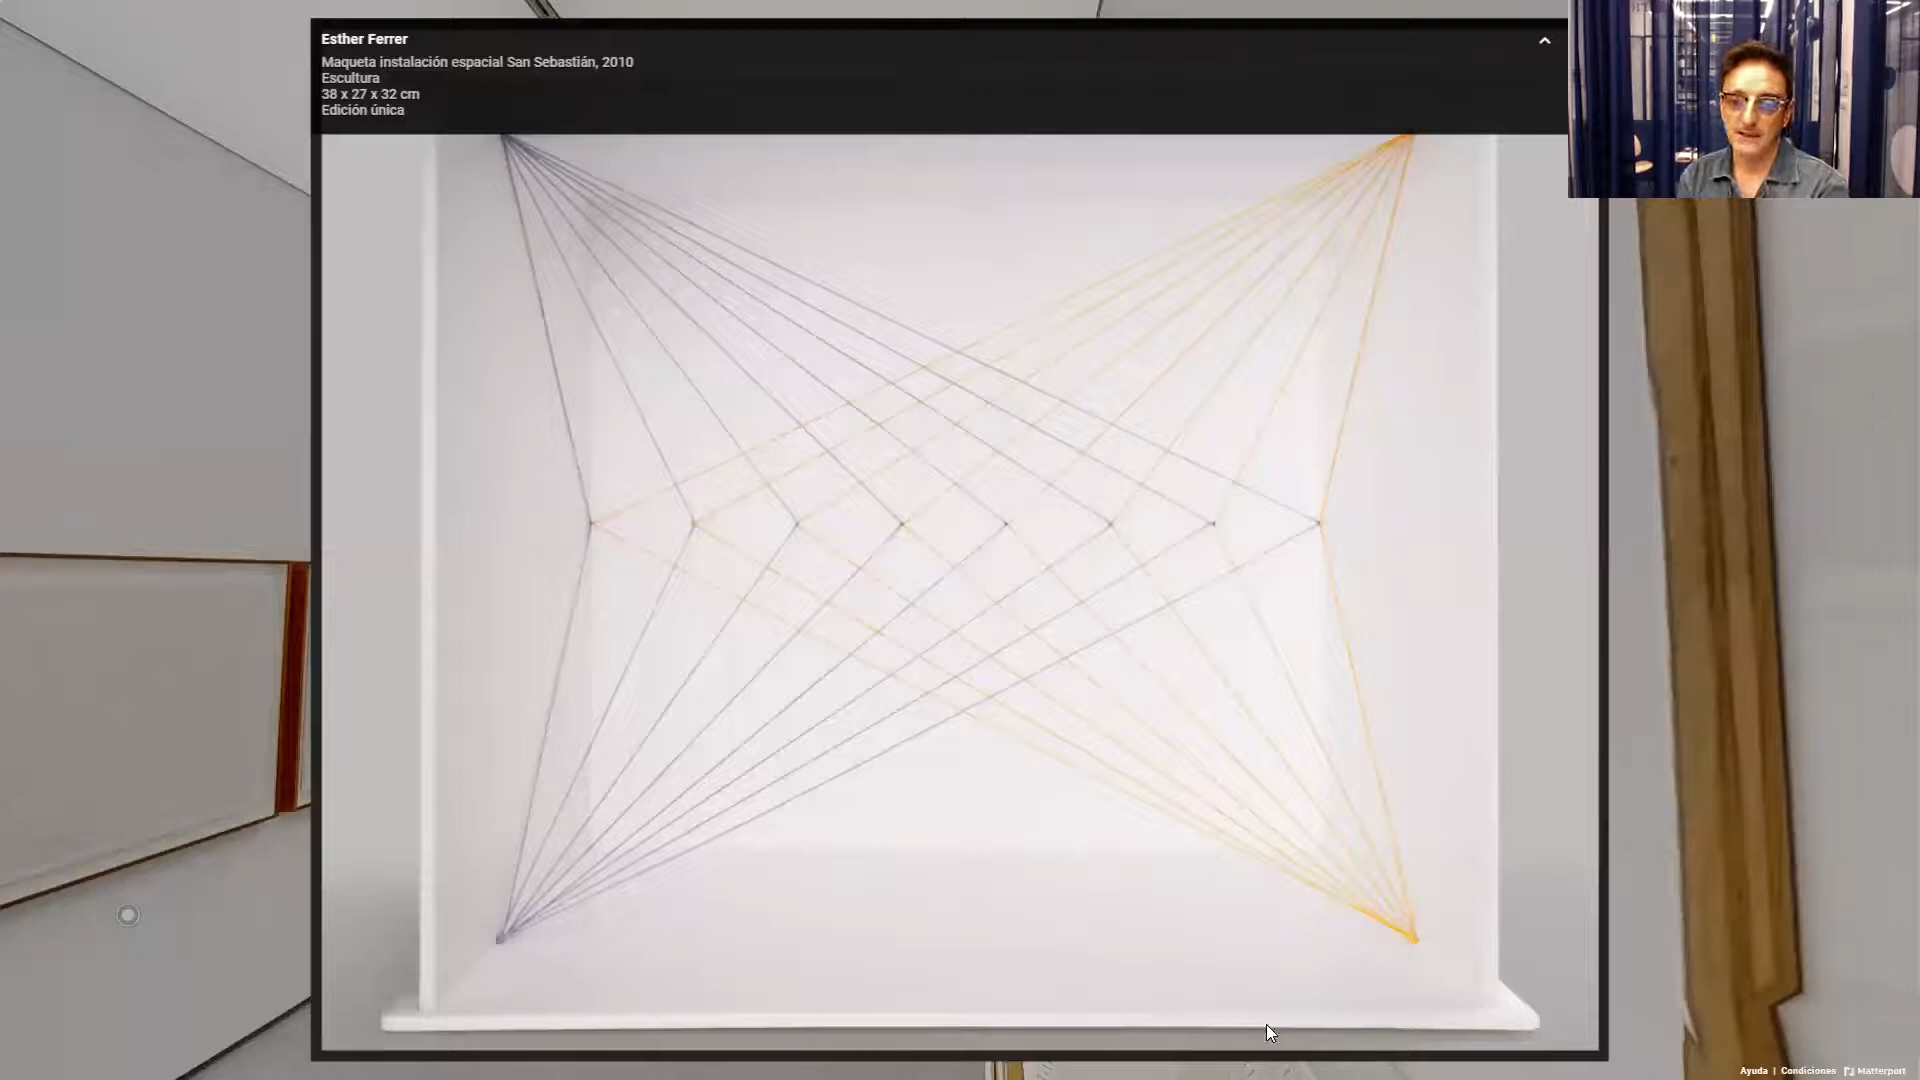 Esther Ferrer
Maqueta instalación espacial San Sebastián, 2010
Escultura
38 x 27 x 32 cm
Edición única
Ayuda | Condiciones Matterport